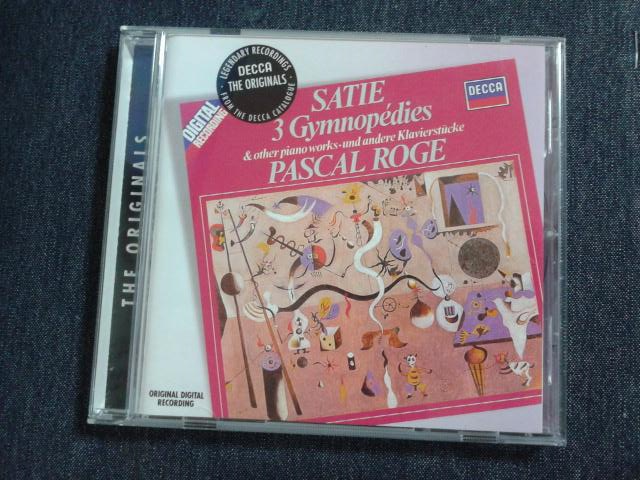 LEGENDARY RECORDINGS
DECCA
THE ORIGINALS
FROM THE DECCA CATALOGUE
DIGITAL
RECORDING
DECCA
SATIE
3 Gymnopédies
& other piano works·und andere Klavierstücke
PASCAL ROGE
THE ORIGINALS
ORIGINAL DIGITAL
RECORDING